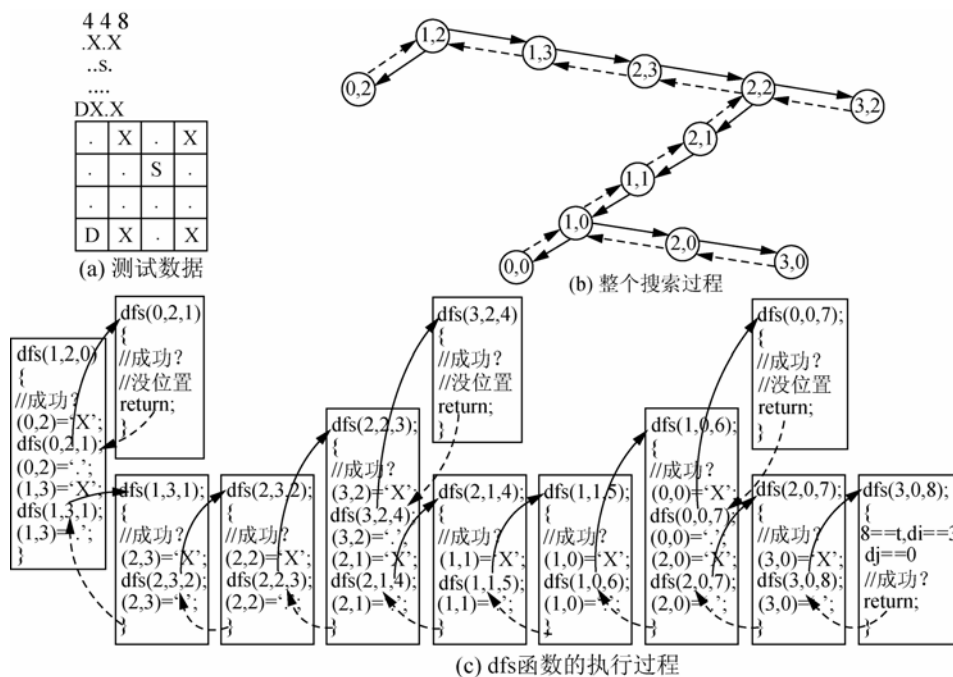 4 4 8
.X.X
..S.
....
DX.X
. X . X
. . S .
. . . .
D X . X
(a) 测试数据
1,2
1,3
2,3
0,2
2,2
3,2
2,1
1,1
1,0
2,0
0,0
3,0
(b) 整个搜索过程
dfs(1,2,0)
{
//成功?
(0,2)=‘X’;
dfs(0,2,1);
(0,2)=‘.’;
(1,3)=‘X’;
dfs(1,3,1);
(1,3)=‘.’;
}
dfs(0,2,1)
{
//成功?
//没位置
return;
}
dfs(1,3,1);
{
//成功?
(2,3)=‘X’;
dfs(2,3,2);
(2,3)=‘.’;
}
dfs(2,3,2);
{
//成功?
(2,2)=‘X’;
dfs(2,2,3);
(2,2)=‘.’;
}
dfs(2,2,3);
{
//成功?
(3,2)=‘X’;
dfs(3,2,4)
(3,2)=‘.’;
(2,1)=‘X’;
dfs(2,1,4);
(2,1)=‘.’;
}
dfs(3,2,4)
{
//成功?
//没位置
return;
}
dfs(2,1,4);
{
//成功?
(1,1)=‘X’;
dfs(1,1,5);
(1,1)=‘.’;
}
dfs(1,1,5);
{
//成功?
(1,0)=‘X’;
dfs(1,0,6);
(1,0)=‘.’;
}
dfs(1,0,6);
{
//成功?
(0,0)=‘X’;
dfs(0,0,7);
(0,0)=‘.’;
(2,0)=‘X’;
dfs(2,0,7);
(2,0)=‘.’;
}
dfs(0,0,7);
{
//成功?
//没位置
return;
}
dfs(2,0,7);
{
//成功?
(3,0)=‘X’;
dfs(3,0,8);
(3,0)=‘.’;
}
dfs(3,0,8);
{
8==t,di==3
dj==0
//成功?
return;
}
(c) dfs函数的执行过程